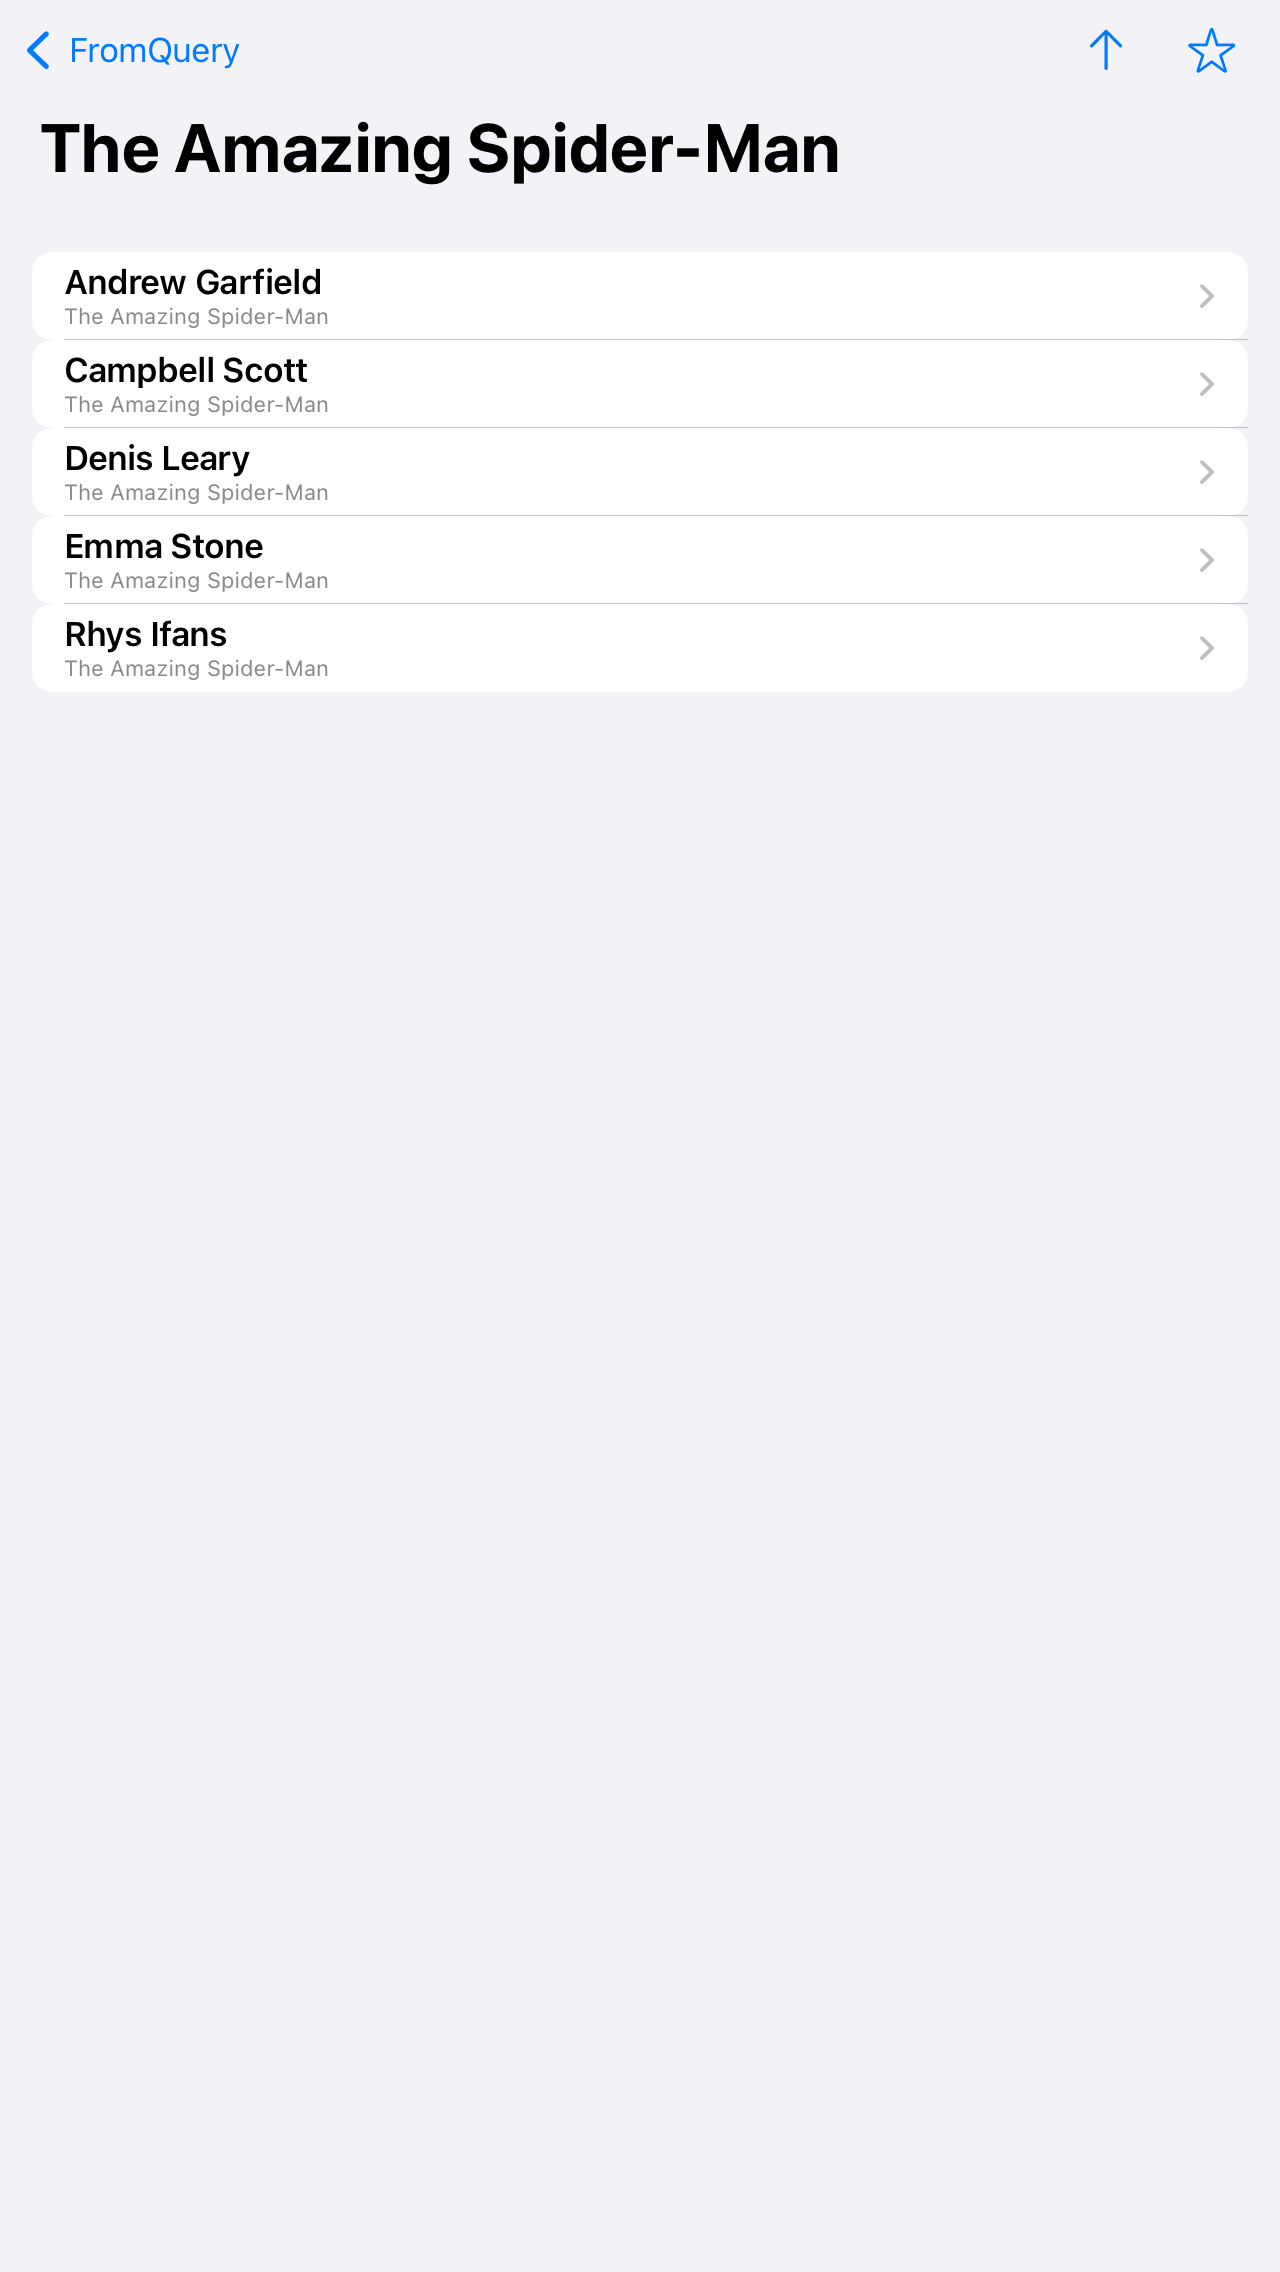 FromQuery
The Amazing Spider-Man
Andrew Garfield
The Amazing Spider-Man
Campbell Scott
The Amazing Spider-Man
Denis Leary
The Amazing Spider-Man
Emma Stone
The Amazing Spider-Man
Rhys Ifans
The Amazing Spider-Man